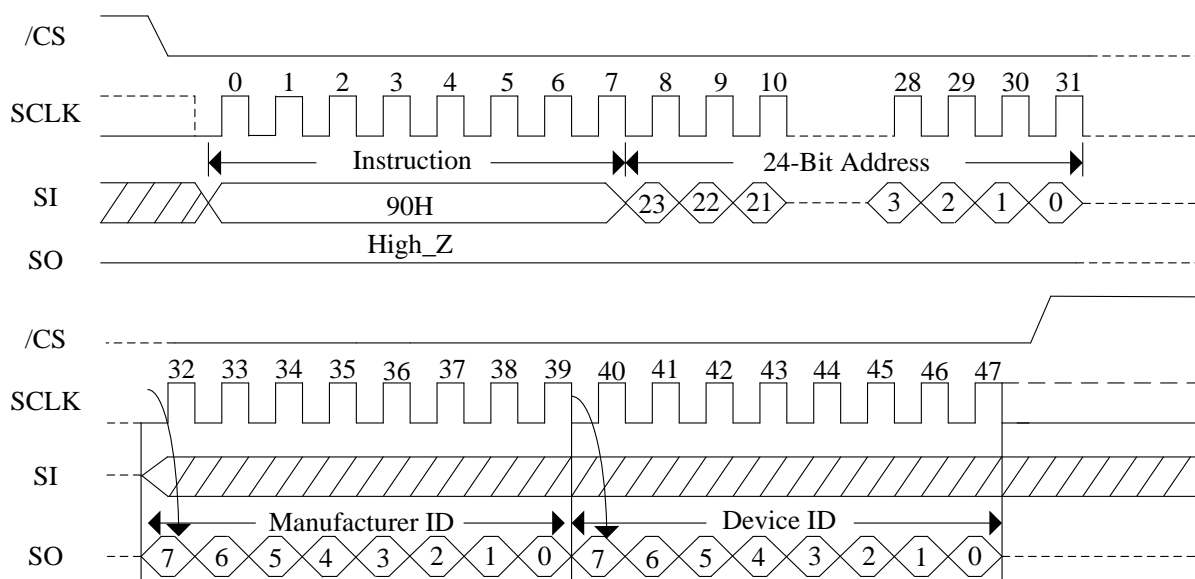 /CS
0 1 2 3 4 5 6 7 8 9 10 28 29 30 31
SCLK
Instruction 24-Bit Address
SI 90H 23 22 21 3 2 1 0
High_Z
SO
/CS
32 33 34 35 36 37 38 39 40 41 42 43 44 45 46 47
SCLK
SI
Manufacturer ID Device ID
SO 7 6 5 4 3 2 1 0 7 6 5 4 3 2 1 0